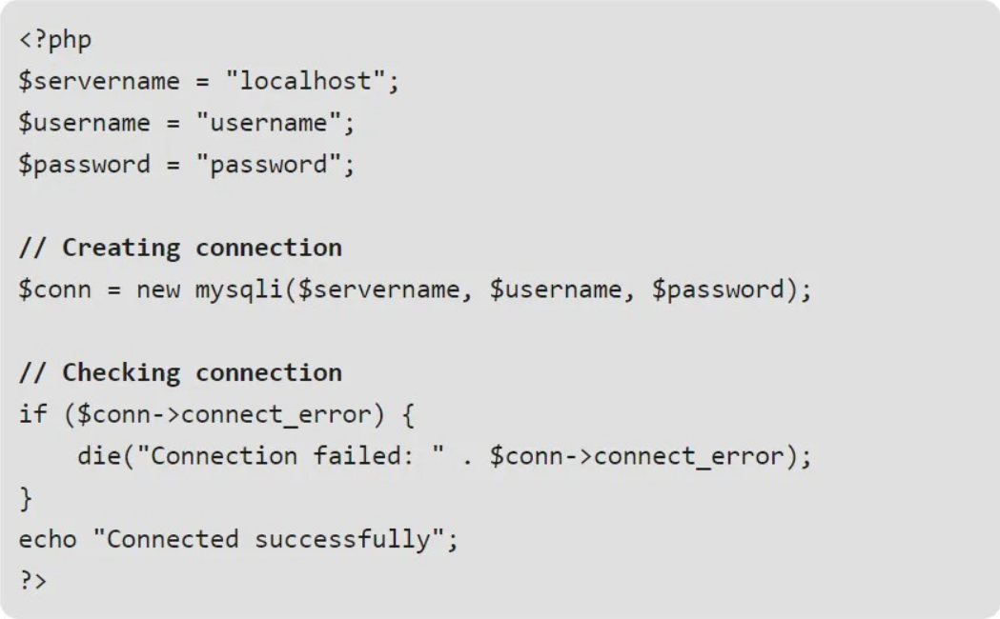 <?php
$servername = "localhost";
$username = "username";
$password = "password";

// Creating connection
$conn = new mysqli($servername, $username, $password);

// Checking connection
if ($conn->connect_error) {
    die("Connection failed: " . $conn->connect_error);
}
echo "Connected successfully";
?>